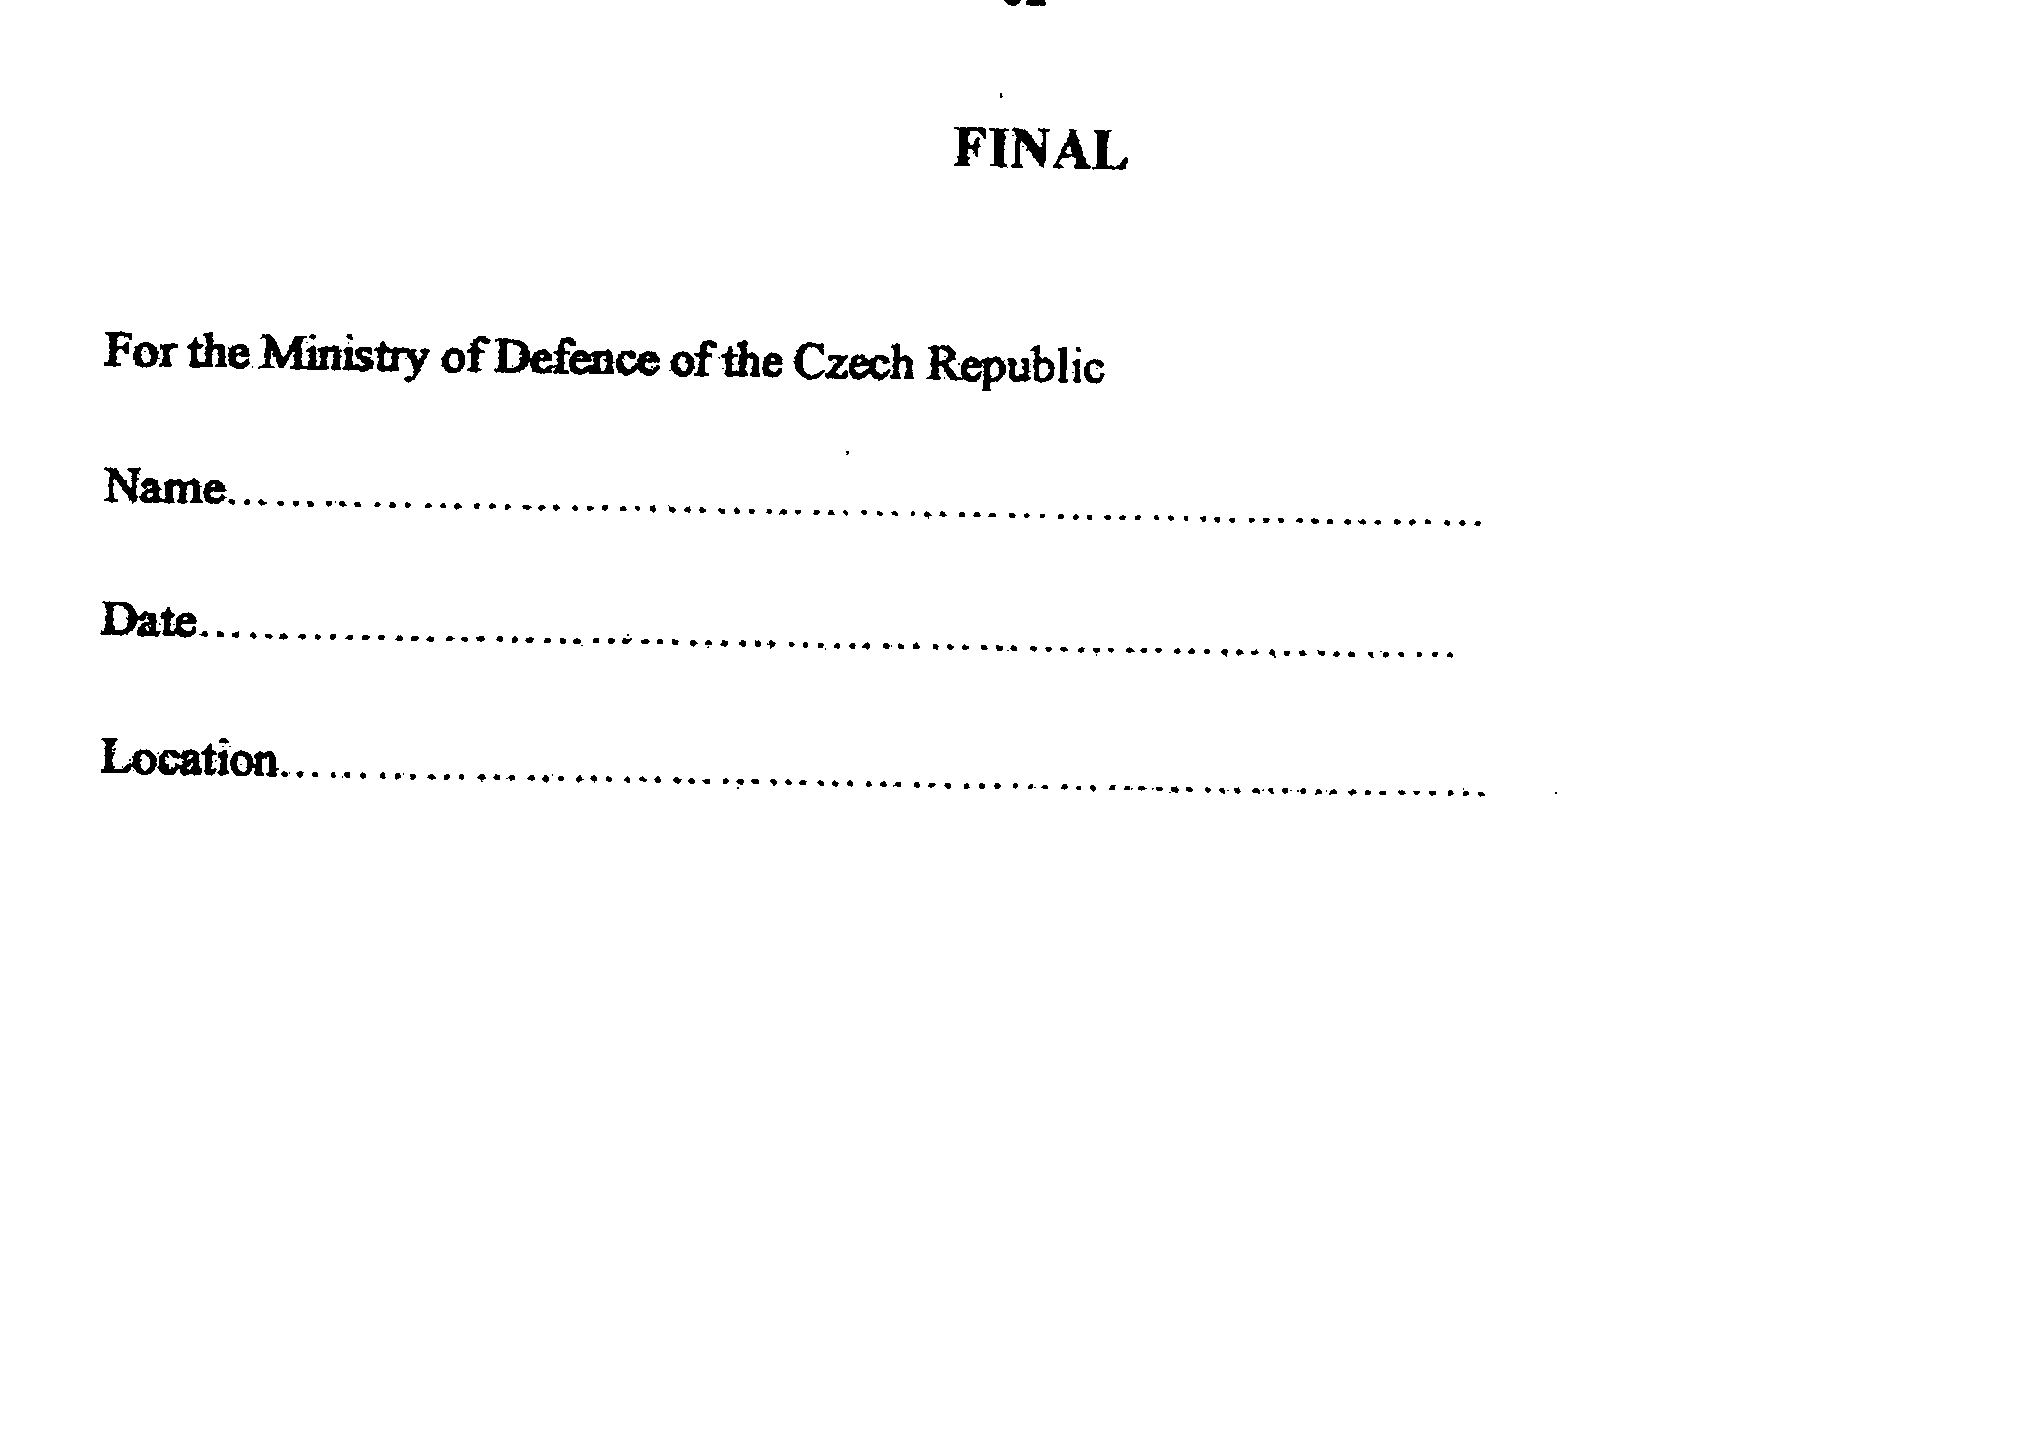 FINAL
For the Ministry of Defence of the Czech Republic
Name..............................................................................
Date..............................................................................
Location...........................................................................